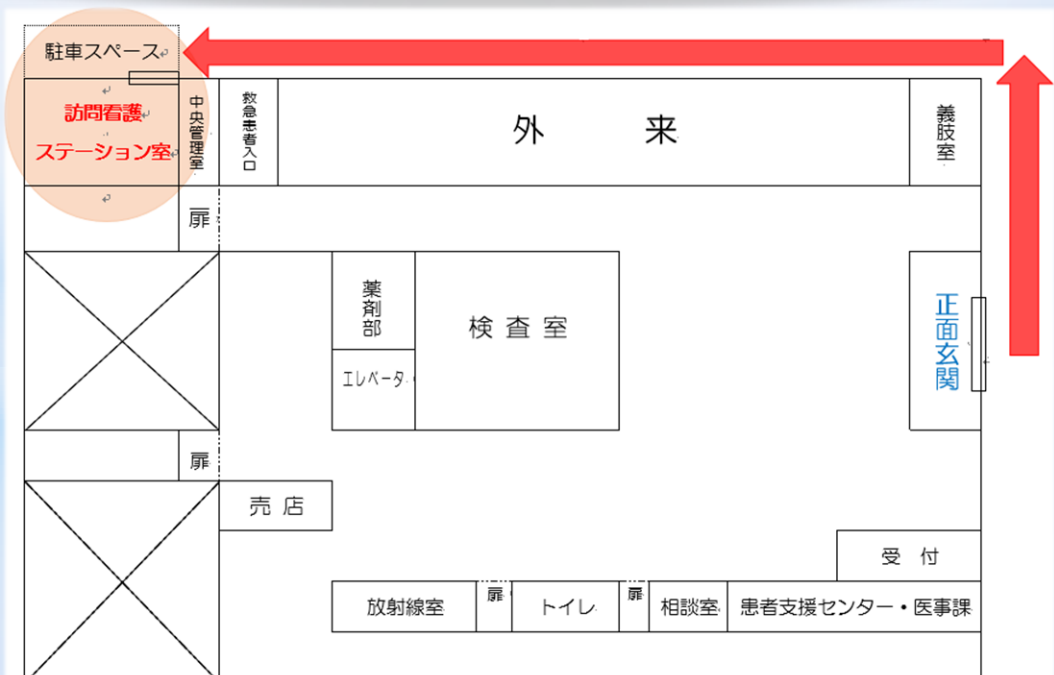 駐車スペース
訪問看護
ステーション室
中央管理室
救急患者入口
外来
義肢室
扉
薬剤部
検査室
正面玄関
エレベータ
扉
売店
受付
放射線室
扉
トイレ
扉
相談室
患者支援センター・医事課